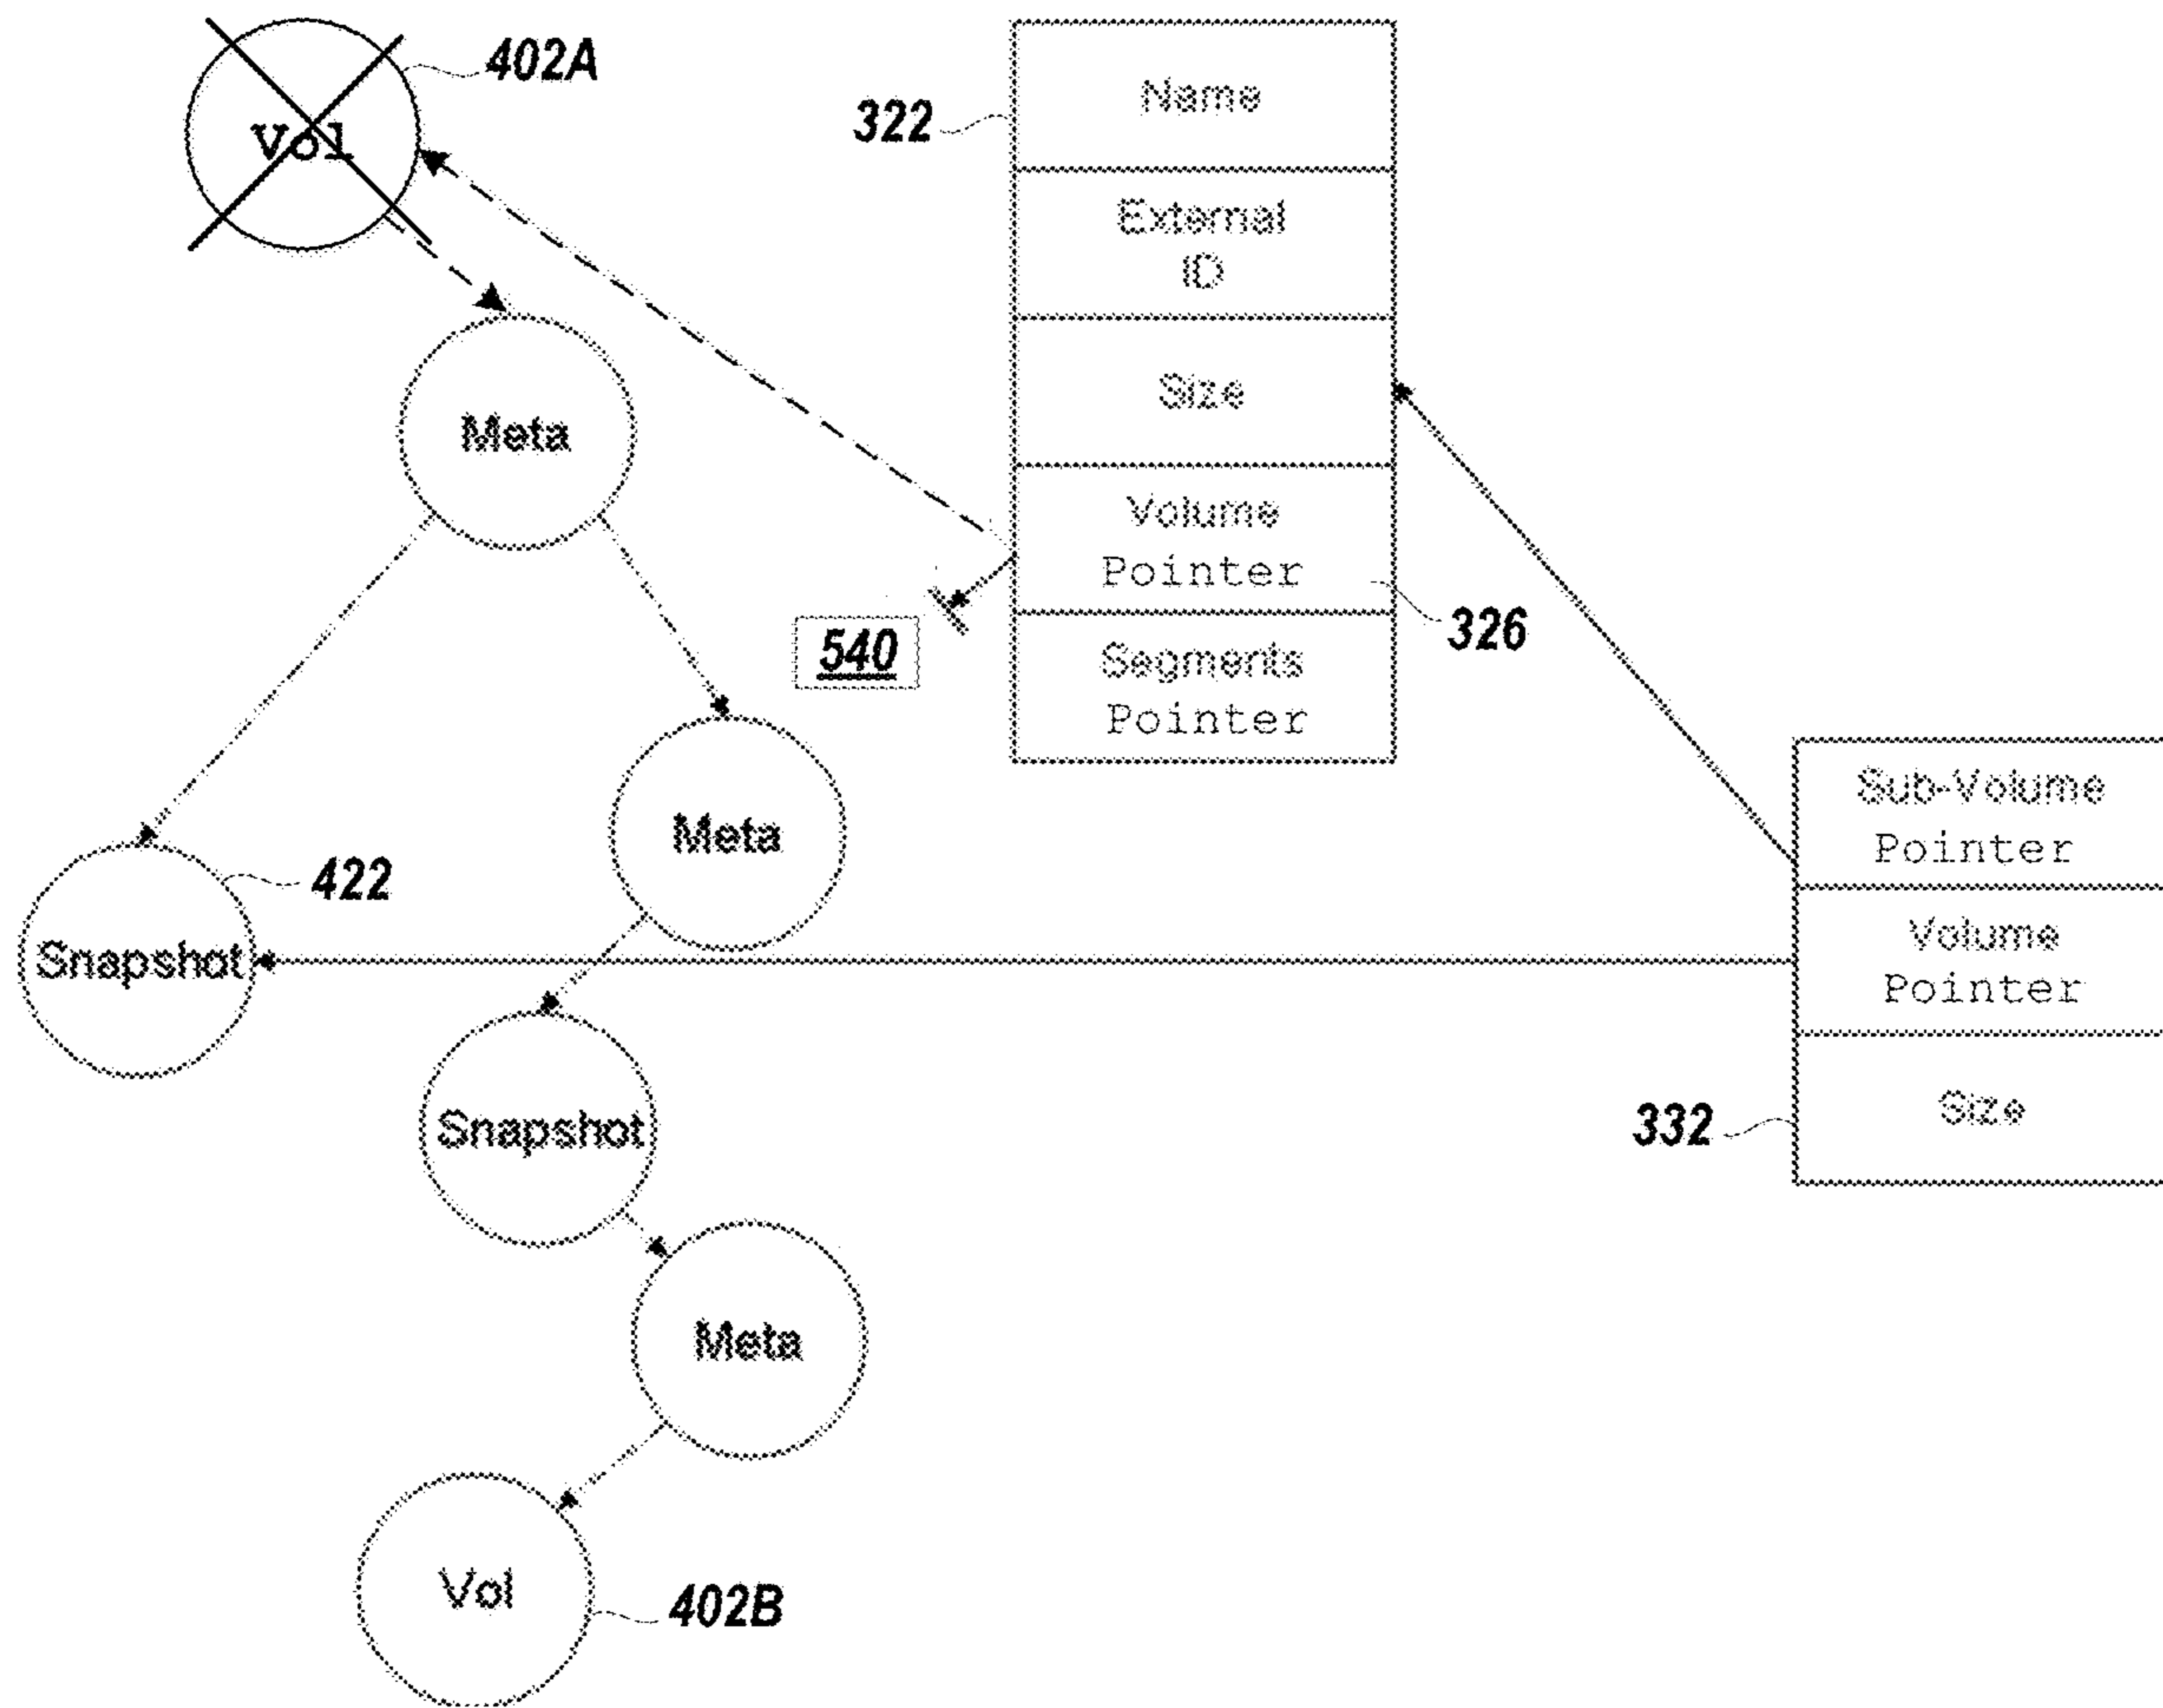 402A
vol
322
Name
External
ID
Size
Meta
Volume
Pointer
326
540
Segments
Pointer
Meta
Sub-Volume
Pointer
422
Snapshot
Volume
Pointer
Snapshot
332
Size
Meta
Vol
402B